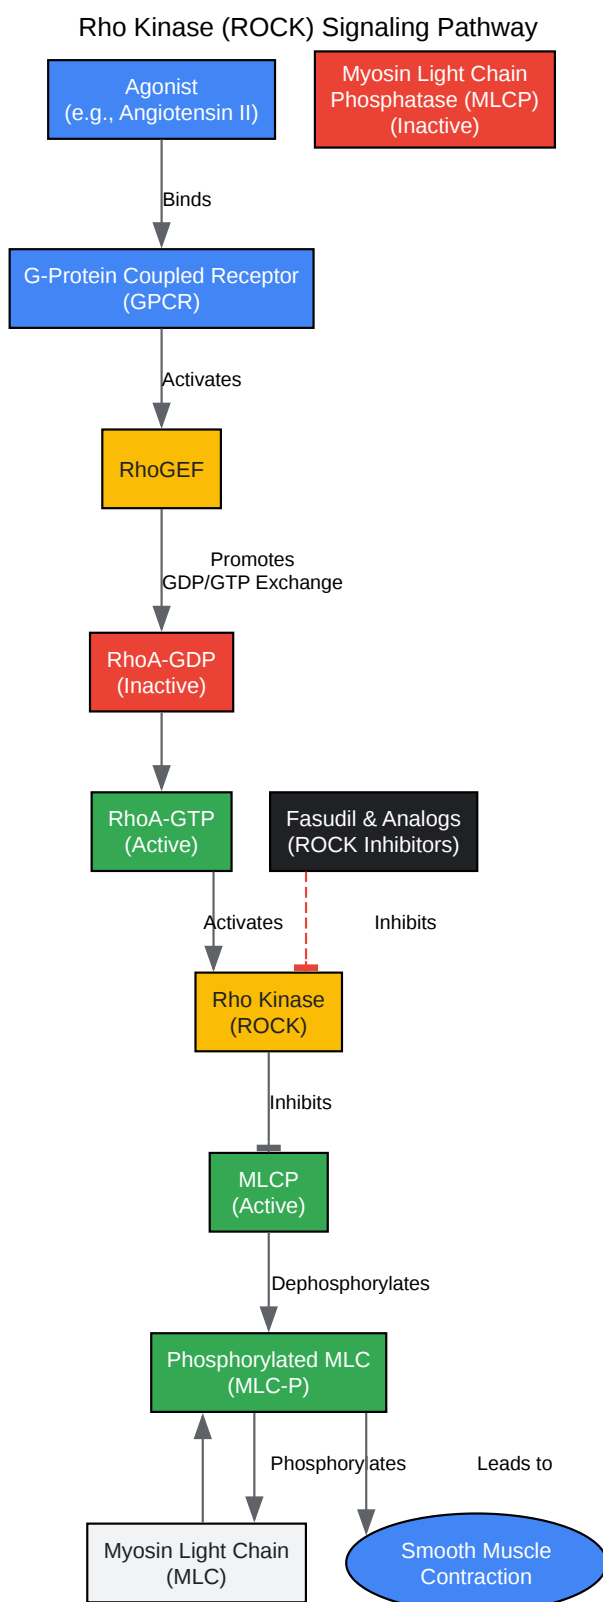 Rho Kinase (ROCK) Signaling Pathway
Agonist
(e.g., Angiotensin II)
Myosin Light Chain
Phosphatase (MLCP)
(Inactive)
Binds
G-Protein Coupled Receptor
(GPCR)
Activates
RhoGEF
Promotes
GDP/GTP Exchange
RhoA-GDP
(Inactive)
RhoA-GTP
(Active)
Fasudil & Analogs
(ROCK Inhibitors)
Activates
Inhibits
Rho Kinase
(ROCK)
Inhibits
MLCP
(Active)
Dephosphorylates
Phosphorylated MLC
(MLC-P)
Phosphorylates
Leads to
Myosin Light Chain
(MLC)
Smooth Muscle
Contraction